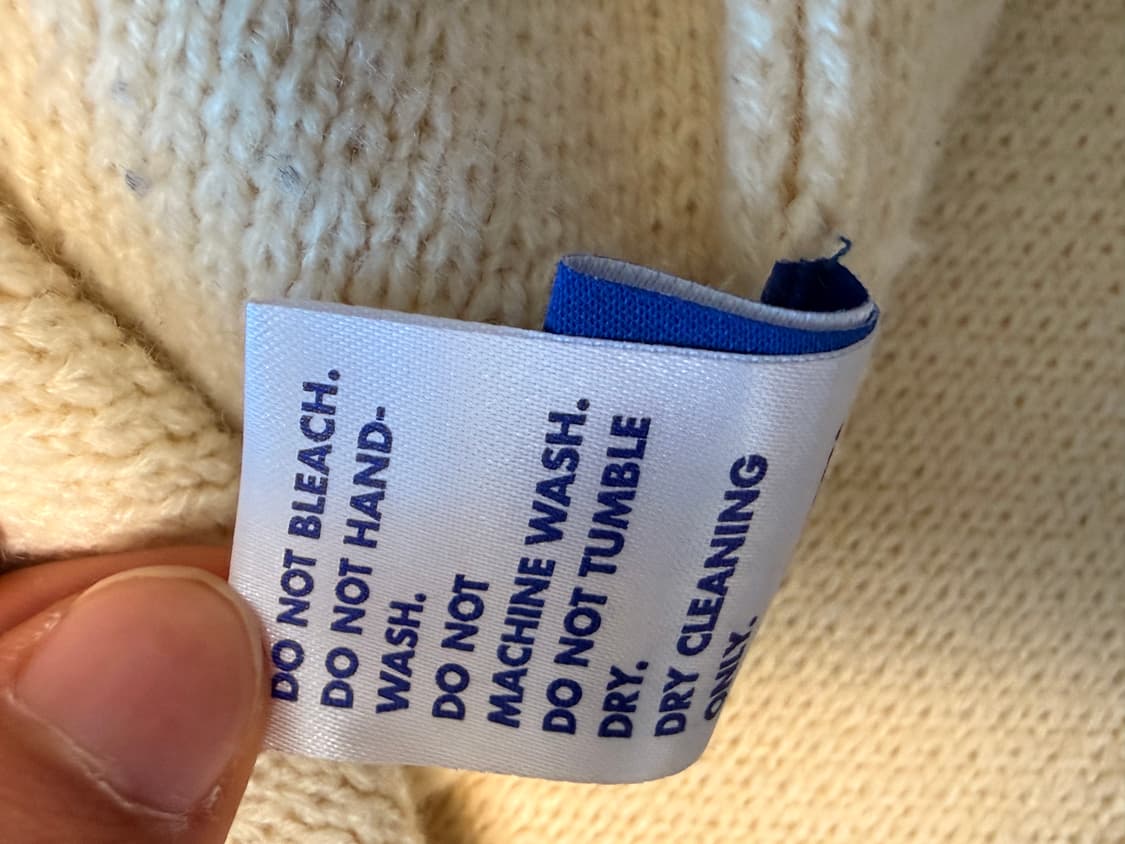 DO NOT BLEACH.
DO NOT HAND-
WASH.
DO NOT
MACHINE WASH.
DO NOT TUMBLE
DRY.
DRY CLEANING
ONLY.